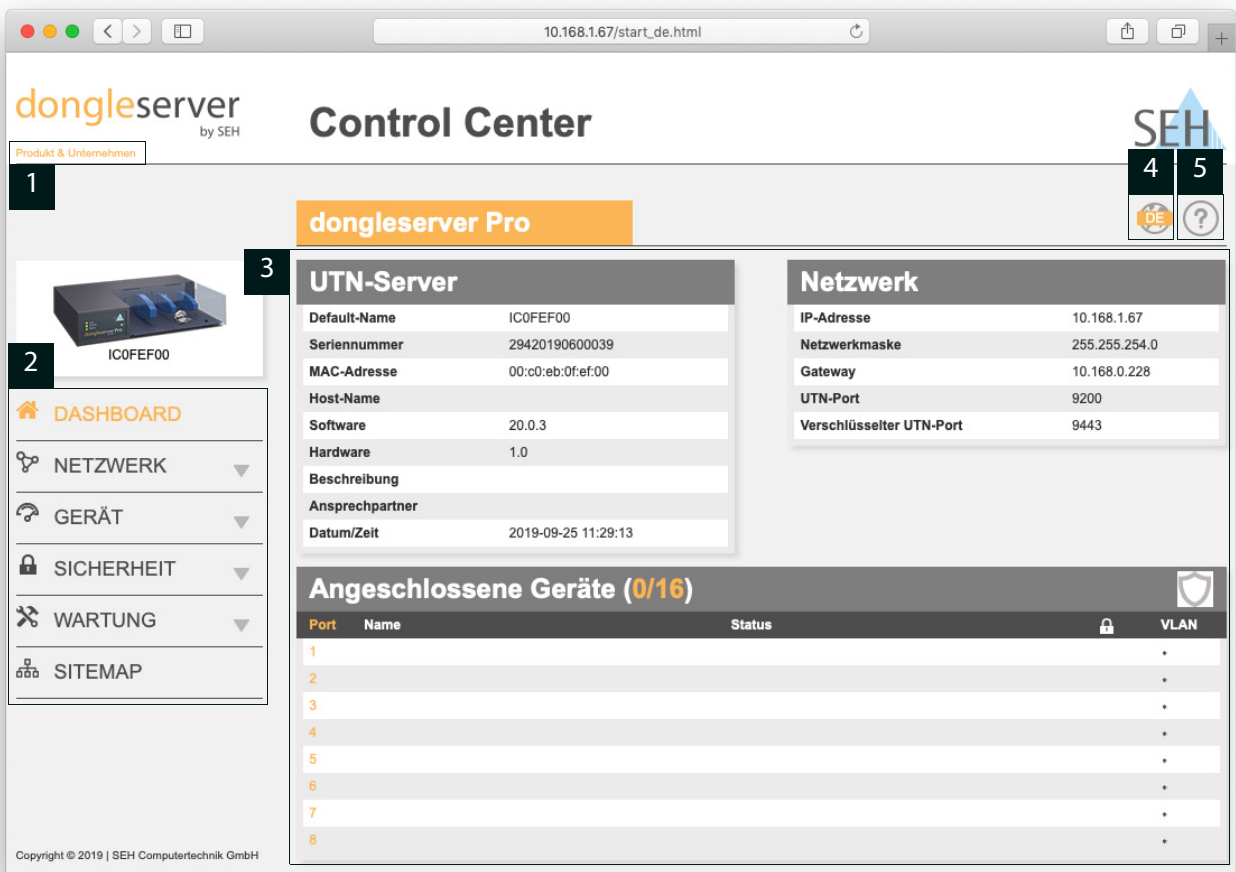 10.168.1.67/start_de.html
dongleserver
by SEH
Control Center
SEH
Produkt & Unternehmen
1
4
5
dongleserver Pro
DE
?
3
IC0FEF00
2
DASHBOARD
NETZWERK
GERÄT
SICHERHEIT
WARTUNG
SITEMAP
UTN-Server
Default-Name IC0FEF00
Seriennummer 29420190600039
MAC-Adresse 00:c0:eb:0f:ef:00
Host-Name
Software 20.0.3
Hardware 1.0
Beschreibung
Ansprechpartner
Datum/Zeit 2019-09-25 11:29:13
Netzwerk
IP-Adresse 10.168.1.67
Netzwerkmaske 255.255.254.0
Gateway 10.168.0.228
UTN-Port 9200
Verschlüsselter UTN-Port 9443
Angeschlossene Geräte (0/16)
Port Name Status VLAN
1 *
2 *
3 *
4 *
5 *
6 *
7 *
8 *
Copyright © 2019 | SEH Computertechnik GmbH